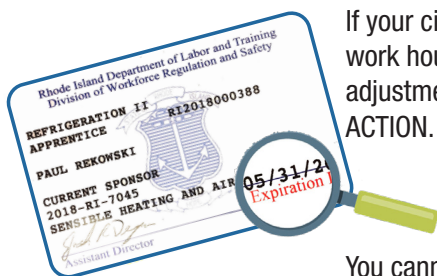 Rhode Island Department of Labor and Training
Division of Workforce Regulation and Safety
REFRIGERATION II RI2018000388
APPRENTICE
PAUL REKOWSKI
CURRENT SPONSOR
2018-RI-7045
SENSIBLE HEATING AND AIR
05/31/2
Expiration
Assistant Director
If your ci
work hou
adjustme
ACTION.
You cann